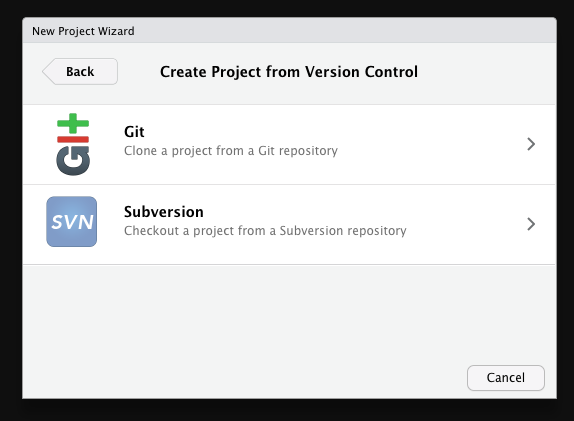 New Project Wizard
Back
Create Project from Version Control
Git
Clone a project from a Git repository
SVN
Subversion
Checkout a project from a Subversion repository
Cancel